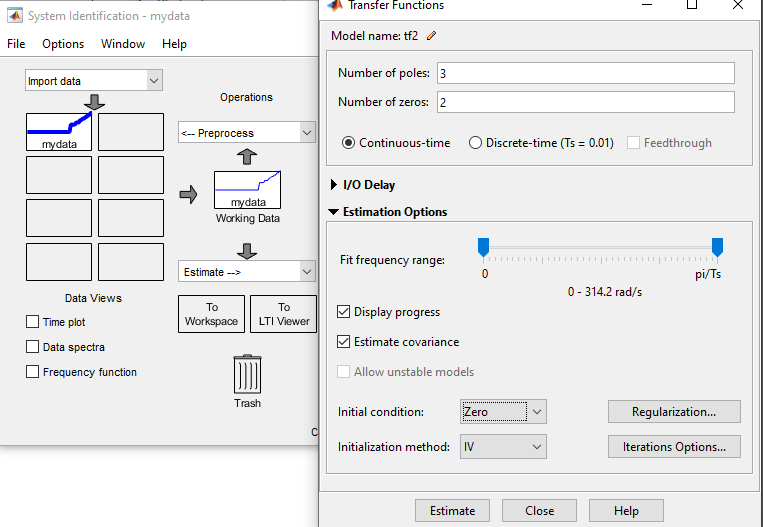 System Identification - mydata
File Options Window Help
Import data
mydata
Operations
<-- Preprocess
mydata
Working Data
Estimate -->
Data Views
Time plot
Data spectra
Frequency function
To
Workspace
To
LTI Viewer
Trash
Transfer Functions
Model name: tf2
Number of poles: 3
Number of zeros: 2
Continuous-time Discrete-time (Ts = 0.01) Feedthrough
I/O Delay
Estimation Options
Fit frequency range:
0 pi/Ts
0 - 314.2 rad/s
Display progress
Estimate covariance
Allow unstable models
Initial condition: Zero Regularization...
Initialization method: IV Iterations Options...
Estimate Close Help